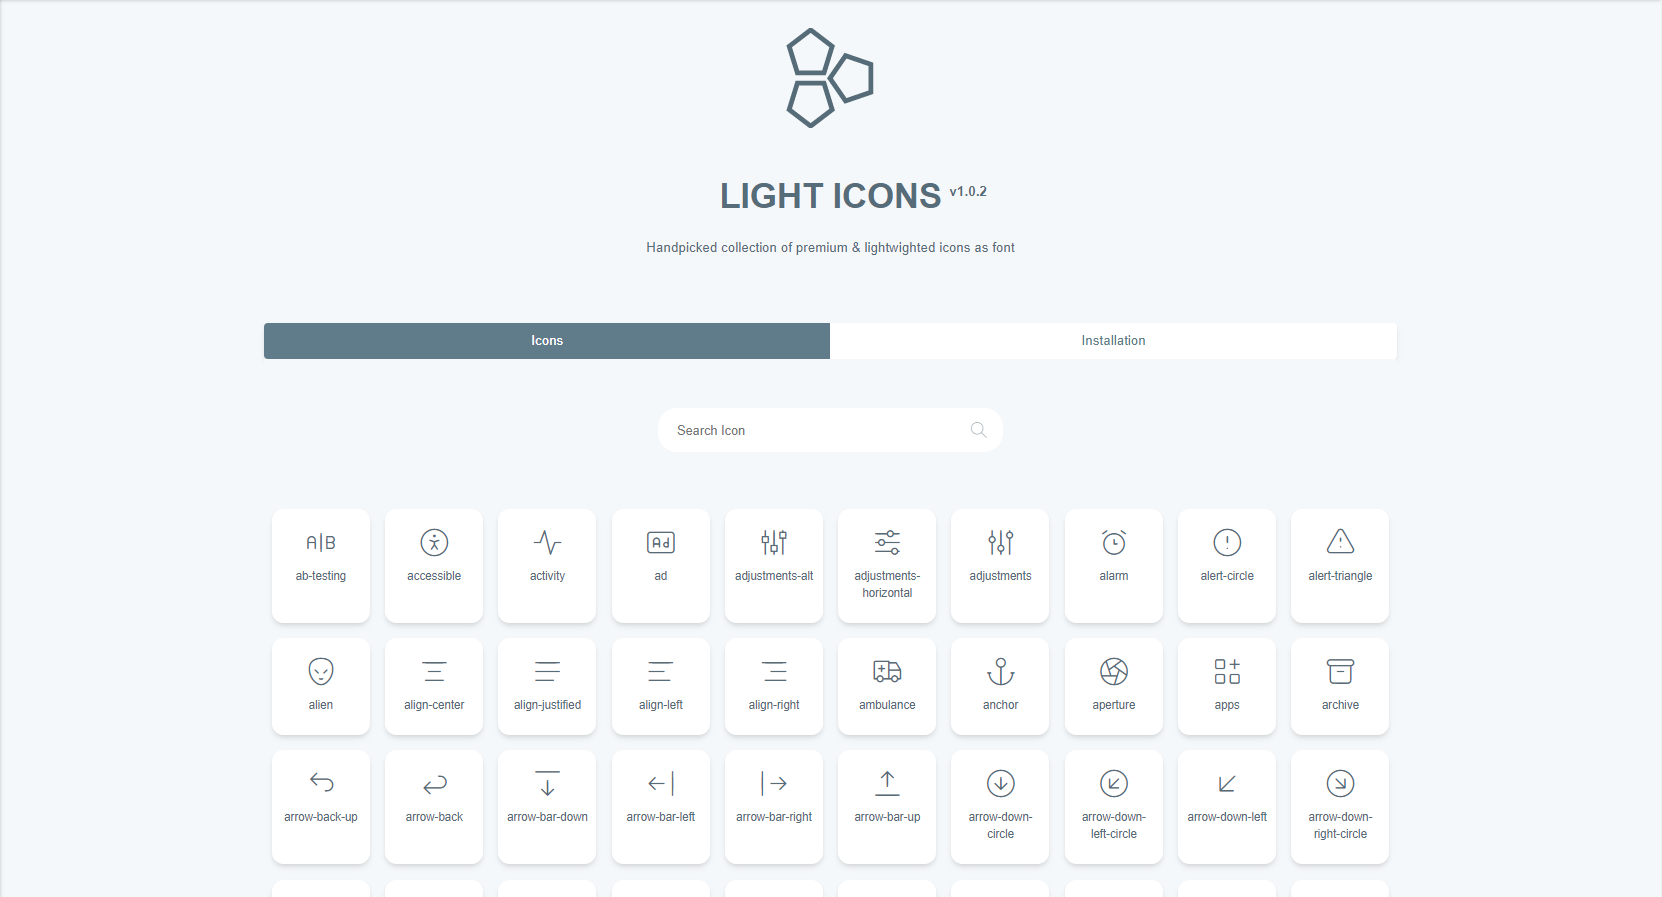 LIGHT ICONS v1.0.2
Handpicked collection of premium & lightwighted icons as font
Icons
Installation
Search Icon
A|B
Ad
ab-testing
accessible
activity
ad
adjustments-alt
adjustments-
horizontal
adjustments
alarm
alert-circle
alert-triangle
alien
align-center
align-justified
align-left
align-right
ambulance
anchor
aperture
apps
archive
arrow-back-up
arrow-back
arrow-bar-down
arrow-bar-left
arrow-bar-right
arrow-bar-up
arrow-down-
circle
arrow-down-
left-circle
arrow-down-left
arrow-down-
right-circle